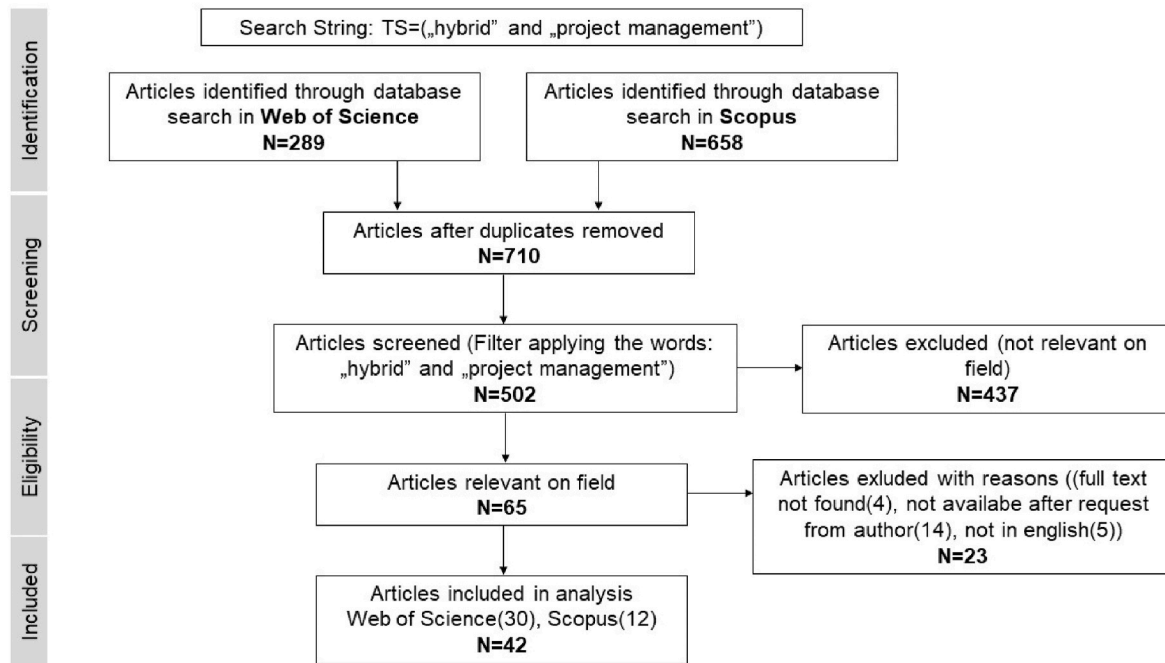 Identification
Search String: TS=(„hybrid” and „project management”)
Articles identified through database
search in Web of Science
N=289
Articles identified through database
search in Scopus
N=658
Screening
Articles after duplicates removed
N=710
Articles screened (Filter applying the words:
„hybrid” and „project management”)
N=502
Articles excluded (not relevant on
field)
N=437
Eligibility
Articles relevant on field
N=65
Articles exluded with reasons ((full text
not found(4), not availabe after request
from author(14), not in english(5))
N=23
Included
Articles included in analysis
Web of Science(30), Scopus(12)
N=42